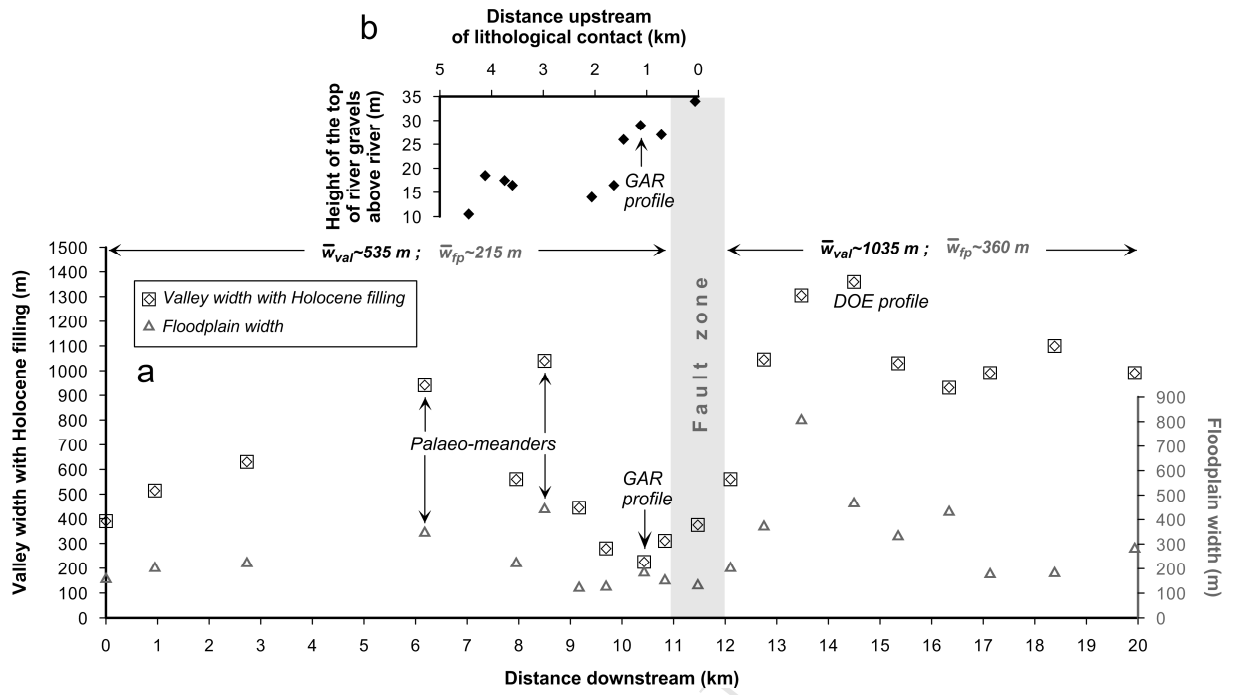 b
Distance upstream
of lithological contact (km)
5 4 3 2 1 0
Height of the top
of river gravels
above river (m)
35
30
25
20
15
10
GAR
profile
w̅val~535 m ; w̅fp~215 m
w̅val~1035 m ; w̅fp~360 m
Valley width with Holocene filling (m)
1500
1400
1300
1200
1100
1000
900
800
700
600
500
400
300
200
100
0
Valley width with Holocene filling
Floodplain width
a
Palaeo-meanders
GAR
profile
Fault zone
DOE profile
900
800
700
600
500
400
300
200
100
0
Floodplain width (m)
0 1 2 3 4 5 6 7 8 9 10 11 12 13 14 15 16 17 18 19 20
Distance downstream (km)